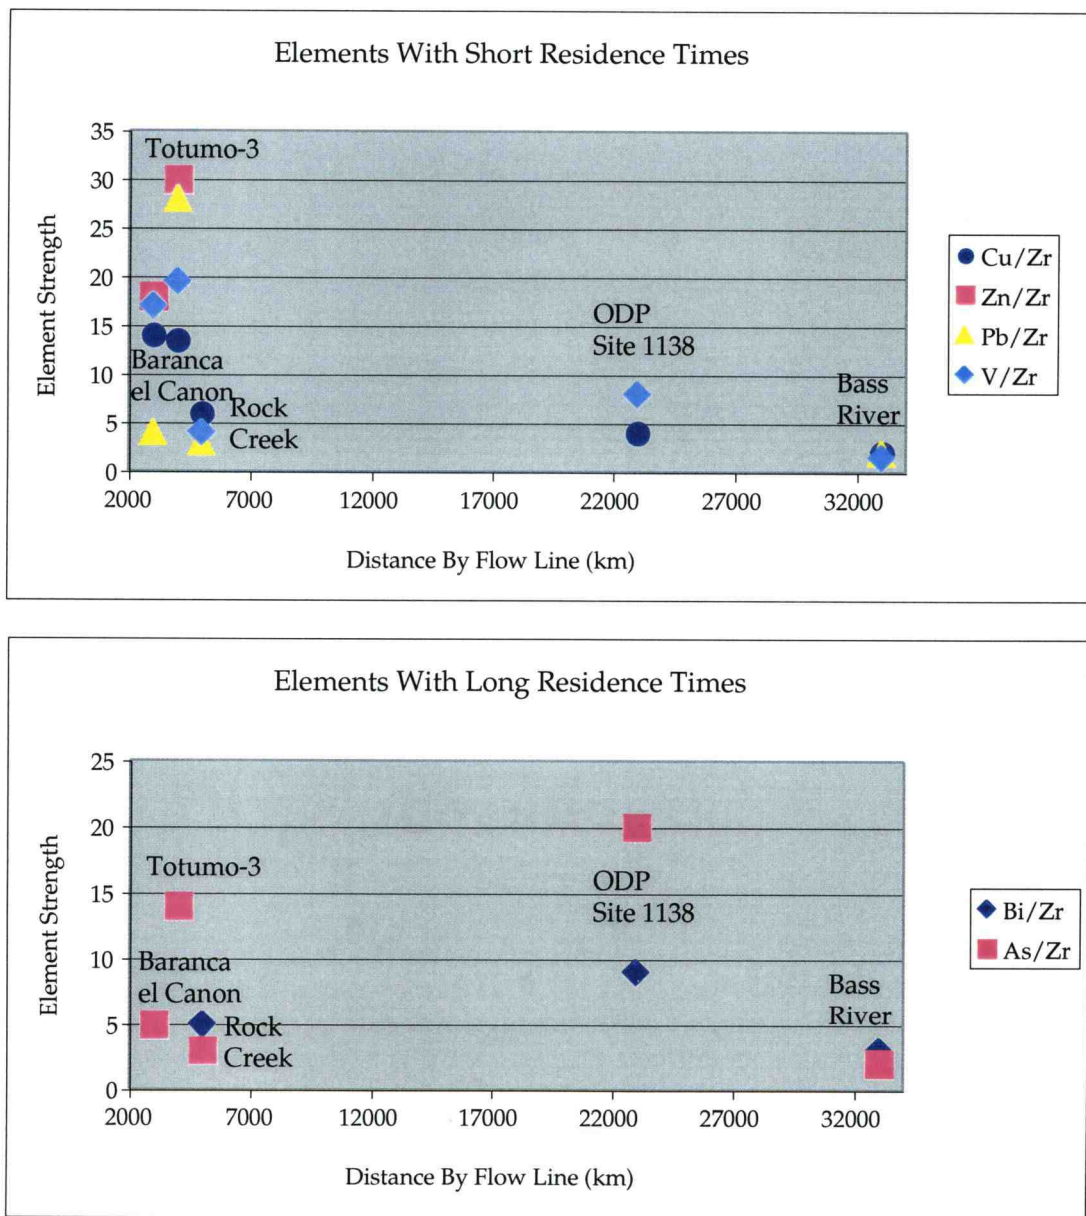 Elements With Short Residence Times
35
30
25
20
15
10
5
0
Element Strength
Totumo-3
Baranca
el Canon
Rock
Creek
ODP
Site 1138
Bass
River
2000
7000
12000
17000
22000
27000
32000
Distance By Flow Line (km)
Cu/Zr
Zn/Zr
Pb/Zr
V/Zr
Elements With Long Residence Times
25
20
15
10
5
0
Element Strength
Totumo-3
Baranca
el Canon
Rock
Creek
ODP
Site 1138
Bass
River
2000
7000
12000
17000
22000
27000
32000
Distance By Flow Line (km)
Bi/Zr
As/Zr